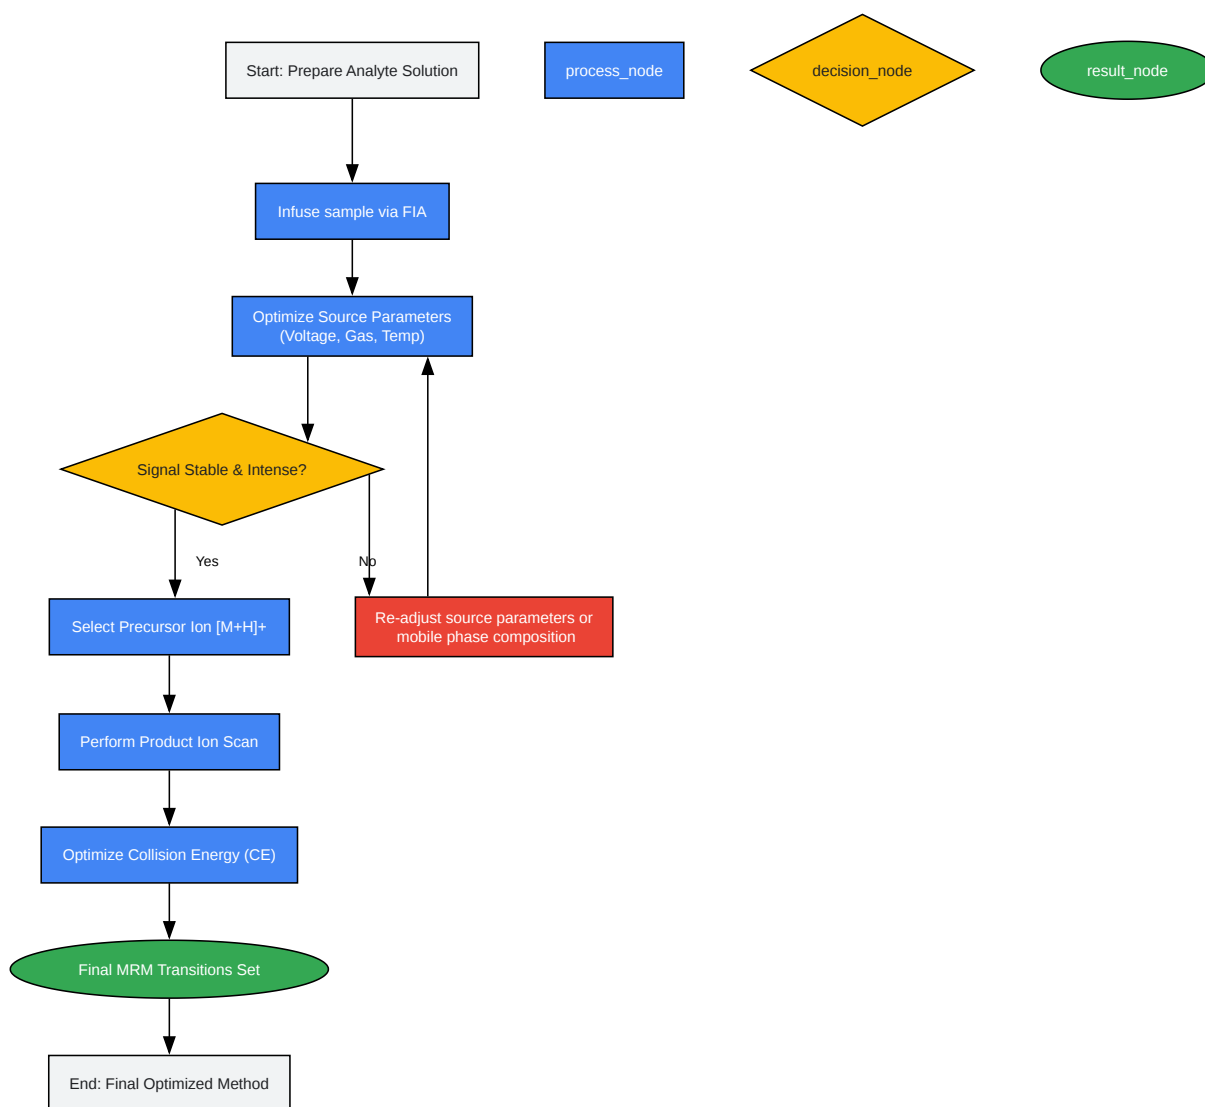 Start: Prepare Analyte Solution
process_node
decision_node
result_node
Infuse sample via FIA
Optimize Source Parameters
(Voltage, Gas, Temp)
Signal Stable & Intense?
Yes
No
Select Precursor Ion [M+H]+
Re-adjust source parameters or
mobile phase composition
Perform Product Ion Scan
Optimize Collision Energy (CE)
Final MRM Transitions Set
End: Final Optimized Method